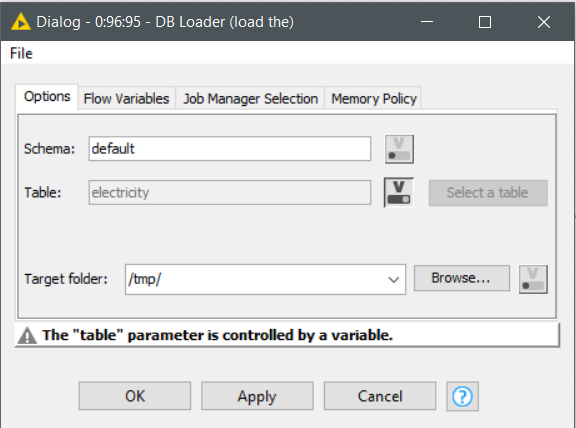 Dialog - 0:96:95 - DB Loader (load the)
File
Options Flow Variables Job Manager Selection Memory Policy
Schema: default V
Table: electricity V Select a table
Target folder: /tmp/ Browse... V
The "table" parameter is controlled by a variable.
OK Apply Cancel ?